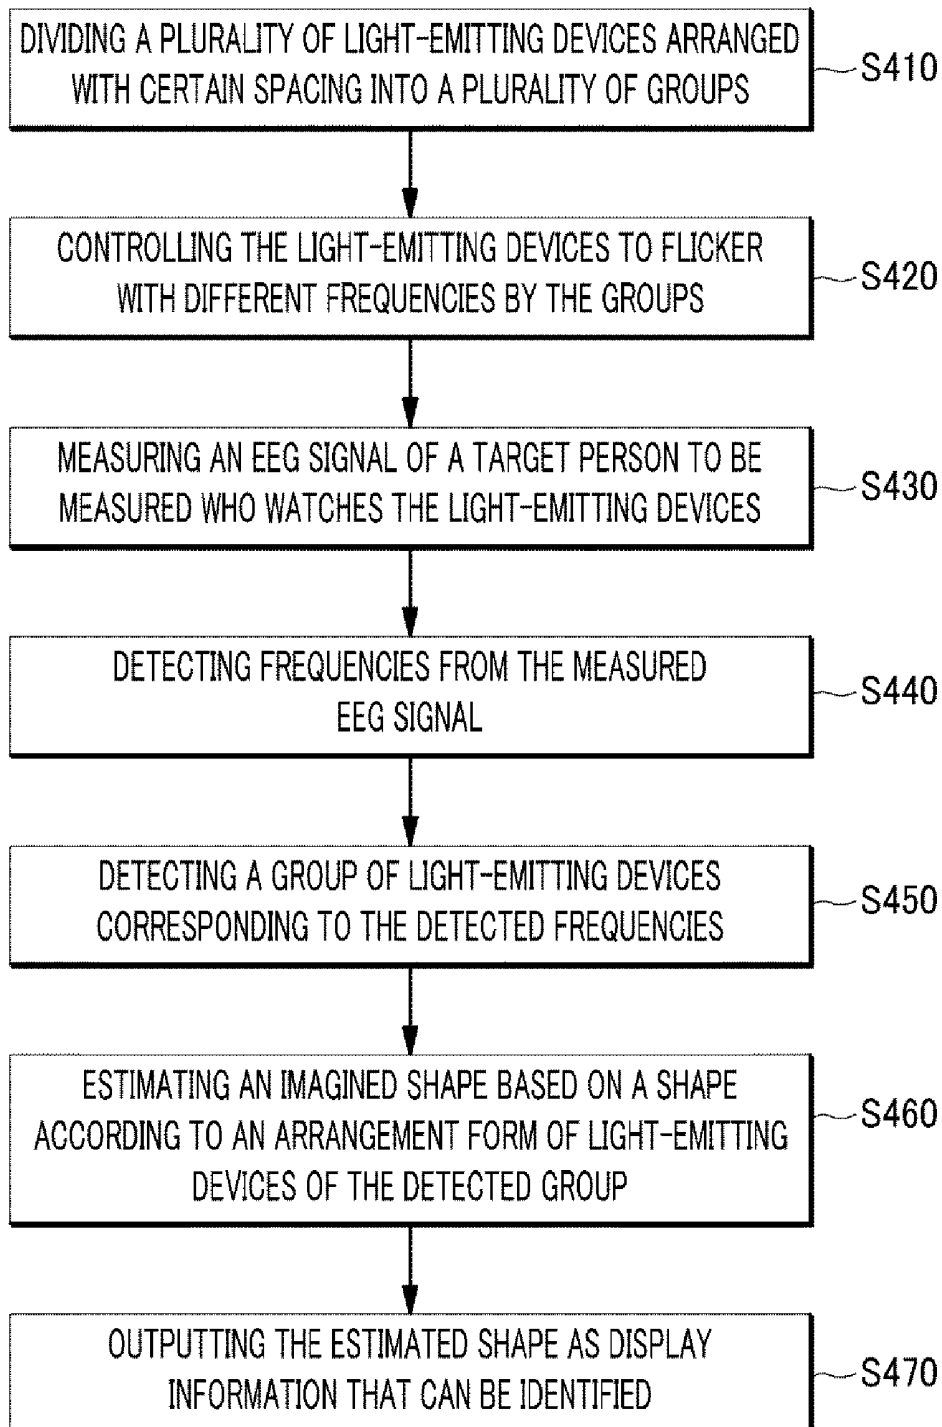 DIVIDING A PLURALITY OF LIGHT-EMITTING DEVICES ARRANGED
WITH CERTAIN SPACING INTO A PLURALITY OF GROUPS
S410
CONTROLLING THE LIGHT-EMITTING DEVICES TO FLICKER
WITH DIFFERENT FREQUENCIES BY THE GROUPS
S420
MEASURING AN EEG SIGNAL OF A TARGET PERSON TO BE
MEASURED WHO WATCHES THE LIGHT-EMITTING DEVICES
S430
DETECTING FREQUENCIES FROM THE MEASURED
EEG SIGNAL
S440
DETECTING A GROUP OF LIGHT-EMITTING DEVICES
CORRESPONDING TO THE DETECTED FREQUENCIES
S450
ESTIMATING AN IMAGINED SHAPE BASED ON A SHAPE
ACCORDING TO AN ARRANGEMENT FORM OF LIGHT-EMITTING
DEVICES OF THE DETECTED GROUP
S460
OUTPUTTING THE ESTIMATED SHAPE AS DISPLAY
INFORMATION THAT CAN BE IDENTIFIED
S470